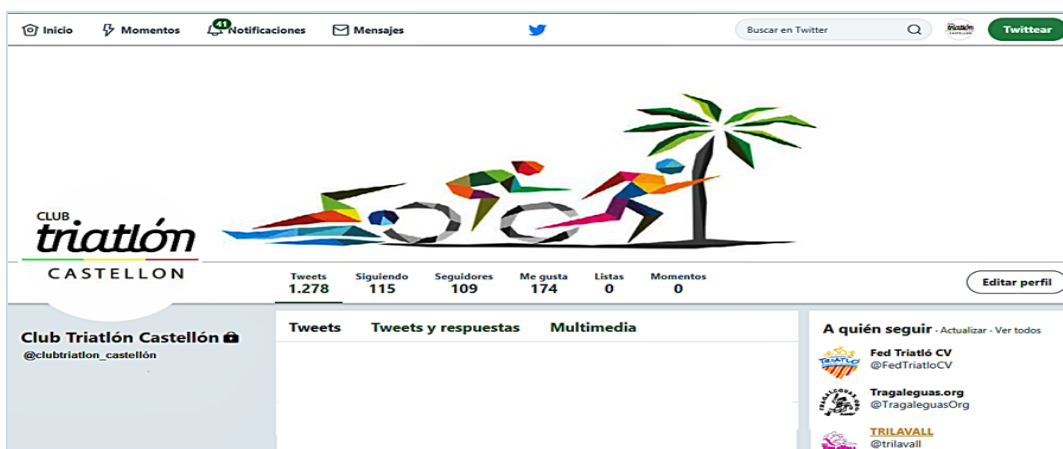 Inicio Momentos 41 Notificaciones Mensajes Buscar en Twitter Twittear
CLUB
triatlón
CASTELLON
Tweets Siguiendo Seguidores Me gusta Listas Momentos
1.278 115 109 174 0 0
Editar perfil
Club Triatlón Castellón
@clubtriatlon_castellón
Tweets Tweets y respuestas Multimedia
A quién seguir · Actualizar · Ver todos
Fed Triatló CV
@FedTriatloCV
Tragaleguas.org
@TragaleguasOrg
TRILAVALL
@trilavall